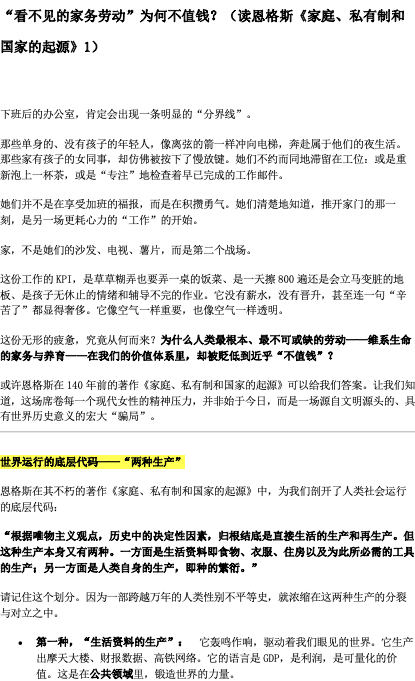 “看不见的家务劳动”为何不值钱？（读恩格斯《家庭、私有制和
国家的起源》1）
下班后的办公室，肯定会出现一条明显的“分界线”。
那些单身的、没有孩子的年轻人，像离弦的箭一样冲向电梯，奔赴属于他们的夜生活。
那些家有孩子的女同事，却仿佛被按下了慢放键。她们不约而同地滞留在工位：或是重
新泡上一杯茶，或是“专注”地检查着早已完成的工作邮件。
她们并不是在享受加班的福报，而是在积攒勇气。她们清楚地知道，推开家门的那一
刻，是另一场更耗心力的“工作”的开始。
家，不是她们的沙发、电视、薯片，而是第二个战场。
这份工作的 KPI，是草草糊弄也要弄一桌的饭菜、是一天擦 800 遍还是会立马变脏的地
板、是孩子无休止的情绪和辅导不完的作业。它没有薪水，没有晋升，甚至连一句“辛
苦了”都显得奢侈。它像空气一样重要，也像空气一样透明。
这份无形的疲惫，究竟从何而来？为什么人类最根本、最不可或缺的劳动——维系生命
的家务与养育——在我们的价值体系里，却被贬低到近乎“不值钱”？
或许恩格斯在 140 年前的著作《家庭、私有制和国家的起源》可以给我们答案。让我们知
道，这场席卷每一个现代女性的精神压力，并非始于今日，而是一场源自文明源头的、具
有世界历史意义的宏大“骗局”。
世界运行的底层代码——“两种生产”
恩格斯在其不朽的著作《家庭、私有制和国家的起源》中，为我们剖开了人类社会运行
的底层代码：
“根据唯物主义观点，历史中的决定性因素，归根结底是直接生活的生产和再生产。但
这种生产本身又有两种。一方面是生活资料即食物、衣服、住房以及为此所必需的工具
的生产；另一方面是人类自身的生产，即种的繁衍。”
请记住这个划分。因为一部跨越万年的人类性别不平等史，就浓缩在这两种生产的分裂
与对立之中。
• 第一种，“生活资料的生产”： 它轰鸣作响，驱动着我们眼见的世界。它生产
出摩天大楼、财报数据、高铁网络。它的语言是 GDP，是利润，是可量化的价
值。这是在公共领域里，锻造世界的力量。